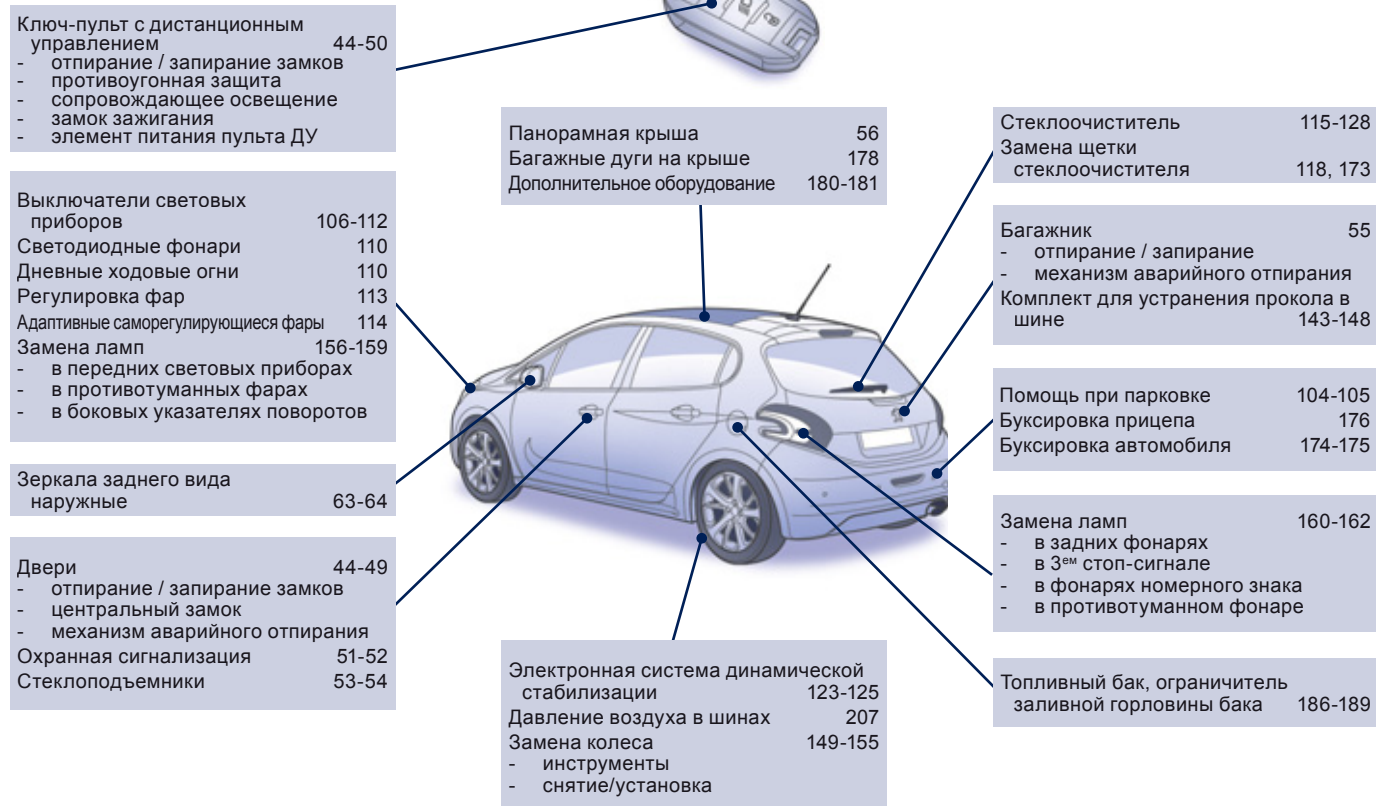 Ключ-пульт с дистанционным
управлением 44-50
- отпирание / запирание замков
- противоугонная защита
- сопровождающее освещение
- замок зажигания
- элемент питания пульта ДУ
Выключатели световых
приборов 106-112
Светодиодные фонари 110
Дневные ходовые огни 110
Регулировка фар 113
Адаптивные саморегулирующиеся фары 114
Замена ламп 156-159
- в передних световых приборах
- в противотуманных фарах
- в боковых указателях поворотов
Зеркала заднего вида
наружные 63-64
Двери 44-49
- отпирание / запирание замков
- центральный замок
- механизм аварийного отпирания
Охранная сигнализация 51-52
Стеклоподъемники 53-54
Панорамная крыша 56
Багажные дуги на крыше 178
Дополнительное оборудование 180-181
Электронная система динамической
стабилизации 123-125
Давление воздуха в шинах 207
Замена колеса 149-155
- инструменты
- снятие/установка
Стеклоочиститель 115-128
Замена щетки
стеклоочистителя 118, 173
Багажник 55
- отпирание / запирание
- механизм аварийного отпирания
Комплект для устранения прокола в
шине 143-148
Помощь при парковке 104-105
Буксировка прицепа 176
Буксировка автомобиля 174-175
Замена ламп 160-162
- в задних фонарях
- в 3ем стоп-сигнале
- в фонарях номерного знака
- в противотуманном фонаре
Топливный бак, ограничитель
заливной горловины бака 186-189